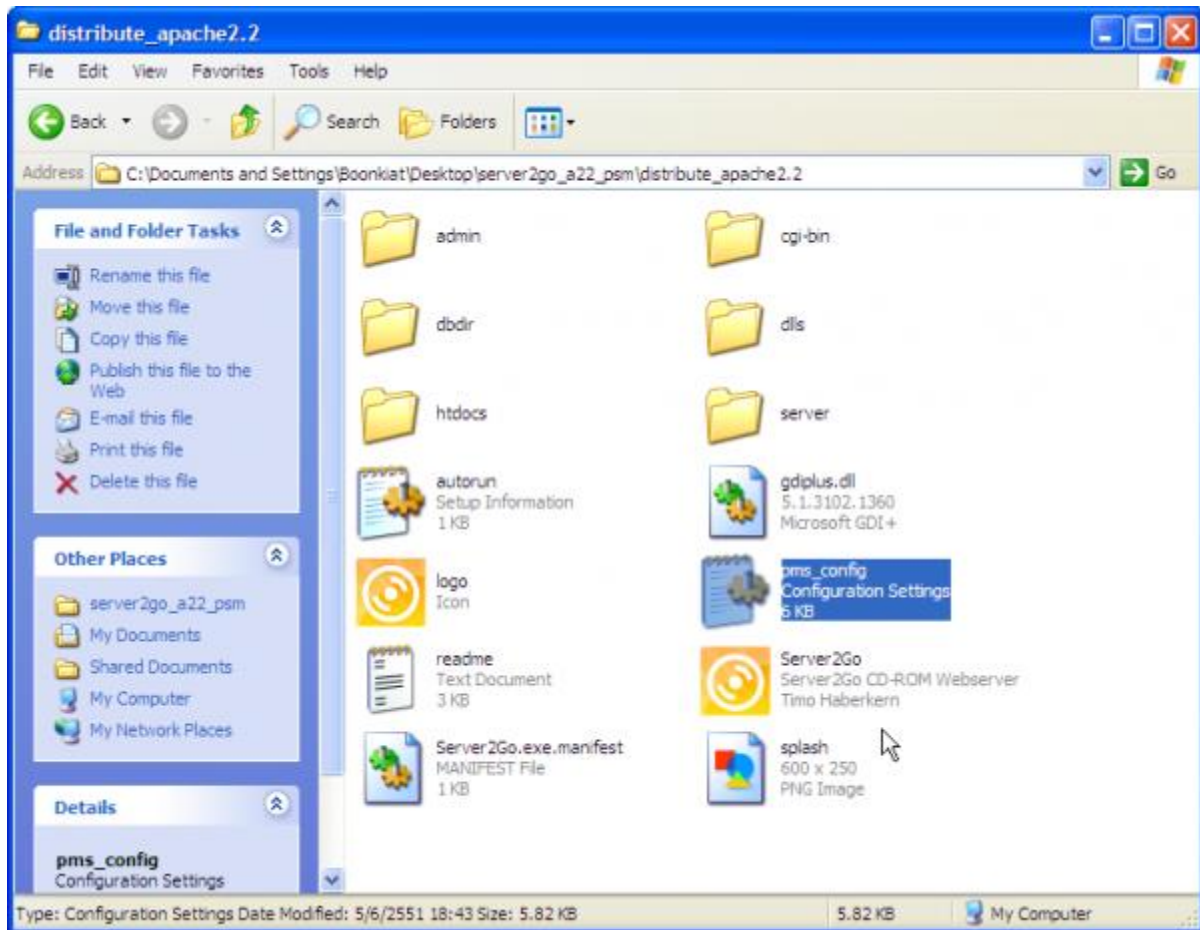 distribute_apache2.2
File Edit View Favorites Tools Help
Back Search Folders
Address C:\Documents and Settings\Boonkiat\Desktop\server2go_a22_psm\distribute_apache2.2 Go
File and Folder Tasks
Rename this file
Move this file
Copy this file
Publish this file to the
Web
E-mail this file
Print this file
Delete this file
Other Places
server2go_a22_psm
My Documents
Shared Documents
My Computer
My Network Places
Details
pms_config
Configuration Settings
admin
cgi-bin
dbdir
dlls
htdocs
server
autorun
Setup Information
1 KB
gdiplus.dll
5.1.3102.1360
Microsoft GDI+
logo
Icon
pms_config
Configuration Settings
6 KB
readme
Text Document
3 KB
Server2Go
Server2Go CD-ROM Webserver
Timo Haberkern
Server2Go.exe.manifest
MANIFEST File
1 KB
splash
600 x 250
PNG Image
Type: Configuration Settings Date Modified: 5/6/2551 18:43 Size: 5.82 KB 5.82 KB My Computer